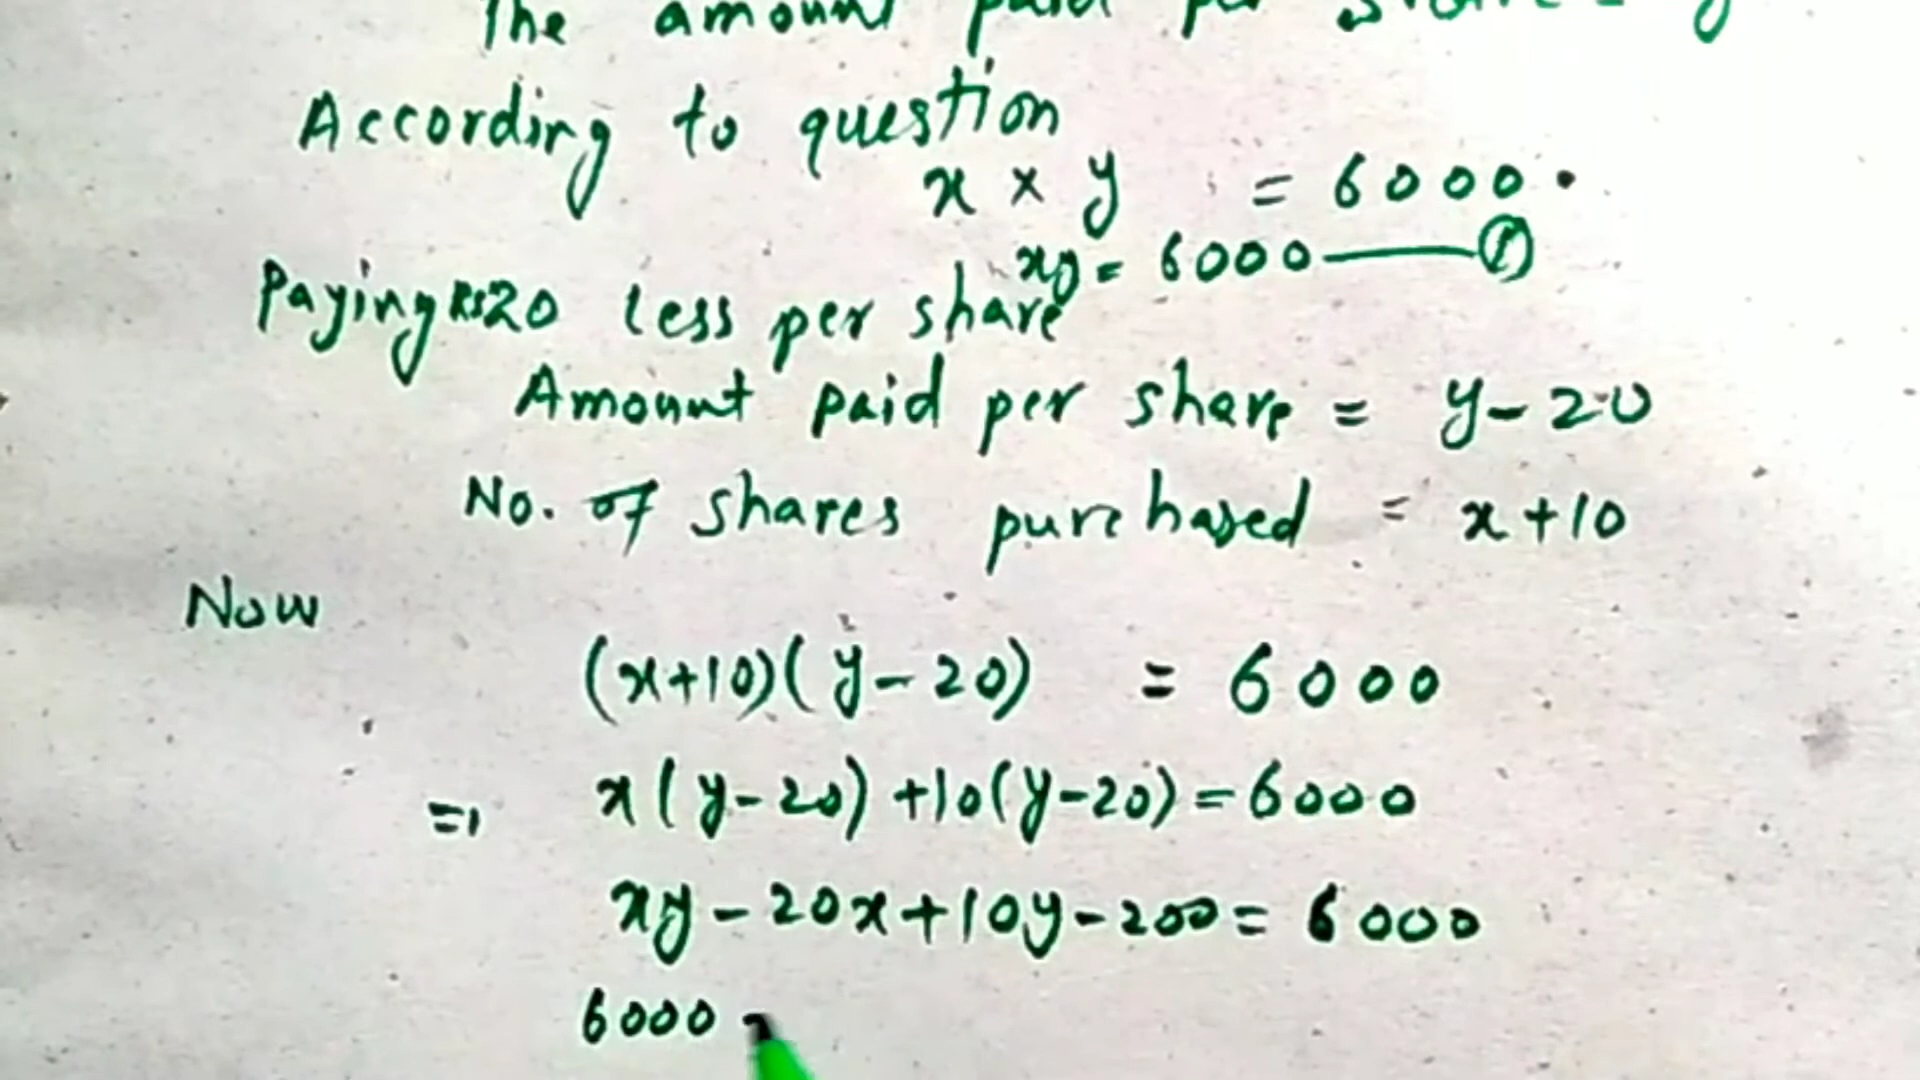 The amount paid per share = y
According to question
x × y = 6000.
xy = 6000 —— (1)
Paying Rs20 less per share
Amount paid per share = y-20
No. of shares purchased = x+10
Now
(x+10)(y-20) = 6000
=> x(y-20) +10(y-20)=6000
xy-20x+10y-200=6000
6000 -